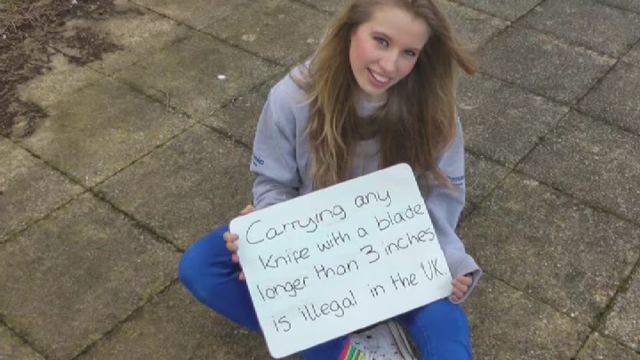 Carrying any
Knife with a blade
longer than 3 inches
is illegal in the UK.